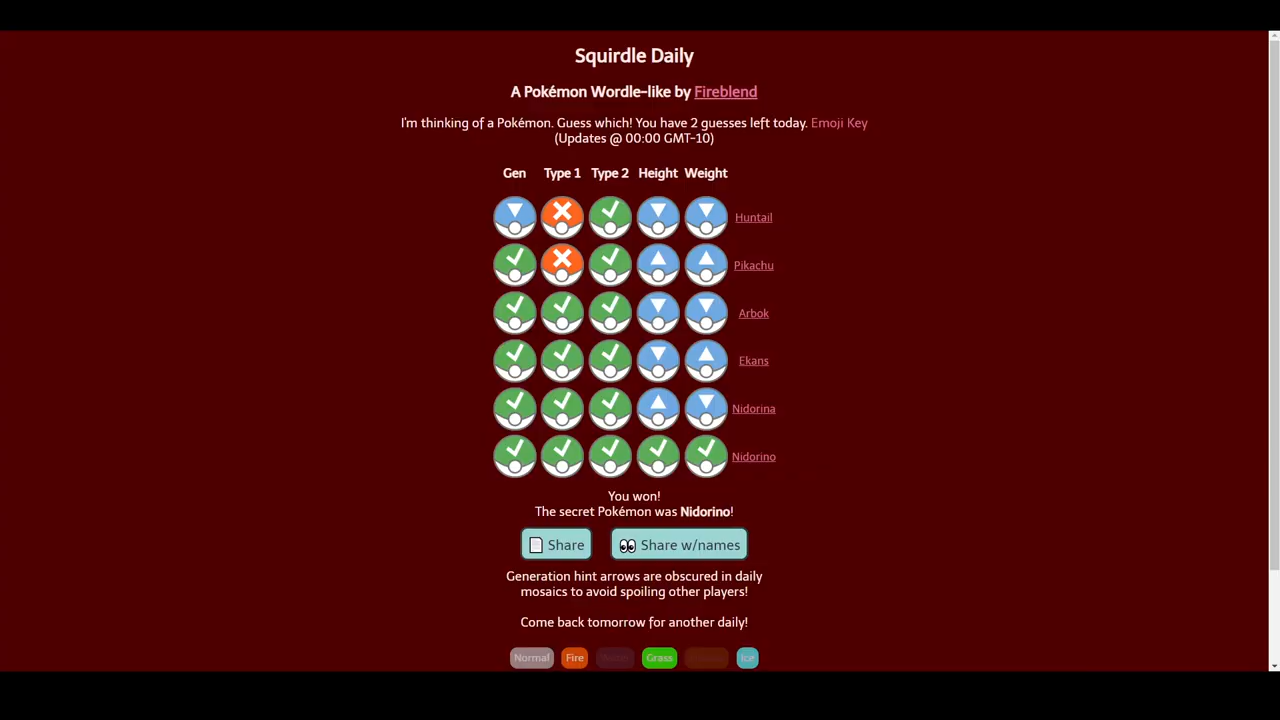 Squirdle Daily
A Pokémon Wordle-like by Fireblend
I'm thinking of a Pokémon. Guess which! You have 2 guesses left today. Emoji Key
(Updates @ 00:00 GMT-10)
Gen Type 1 Type 2 Height Weight
Huntail
Pikachu
Arbok
Ekans
Nidorina
Nidorino
You won!
The secret Pokémon was Nidorino!
Share
Share w/names
Generation hint arrows are obscured in daily
mosaics to avoid spoiling other players!
Come back tomorrow for another daily!
Normal Fire Grass Ice